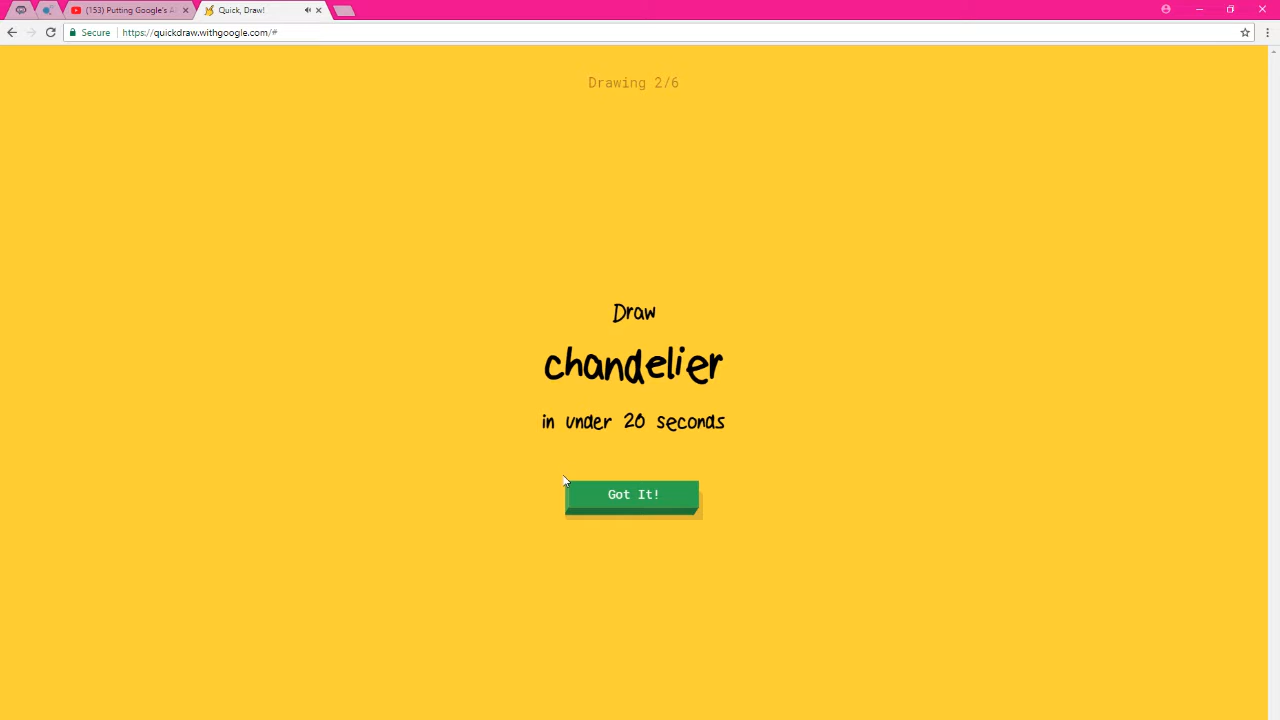 (153) Putting Google's A
Quick, Draw!
Secure
https://quickdraw.withgoogle.com/#
Drawing 2/6
Draw
chandelier
in under 20 seconds
Got It!